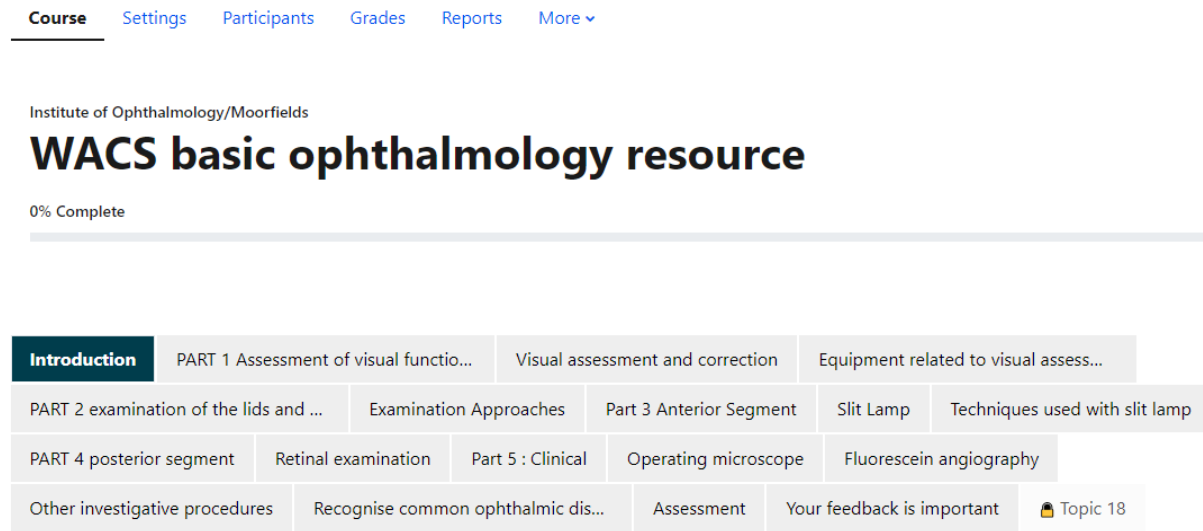 Course Settings Participants Grades Reports More
Institute of Ophthalmology/Moorfields
WACS basic ophthalmology resource
0% Complete
Introduction PART 1 Assessment of visual functio... Visual assessment and correction Equipment related to visual assess...
PART 2 examination of the lids and ... Examination Approaches Part 3 Anterior Segment Slit Lamp Techniques used with slit lamp
PART 4 posterior segment Retinal examination Part 5 : Clinical Operating microscope Fluorescein angiography
Other investigative procedures Recognise common ophthalmic dis... Assessment Your feedback is important Topic 18